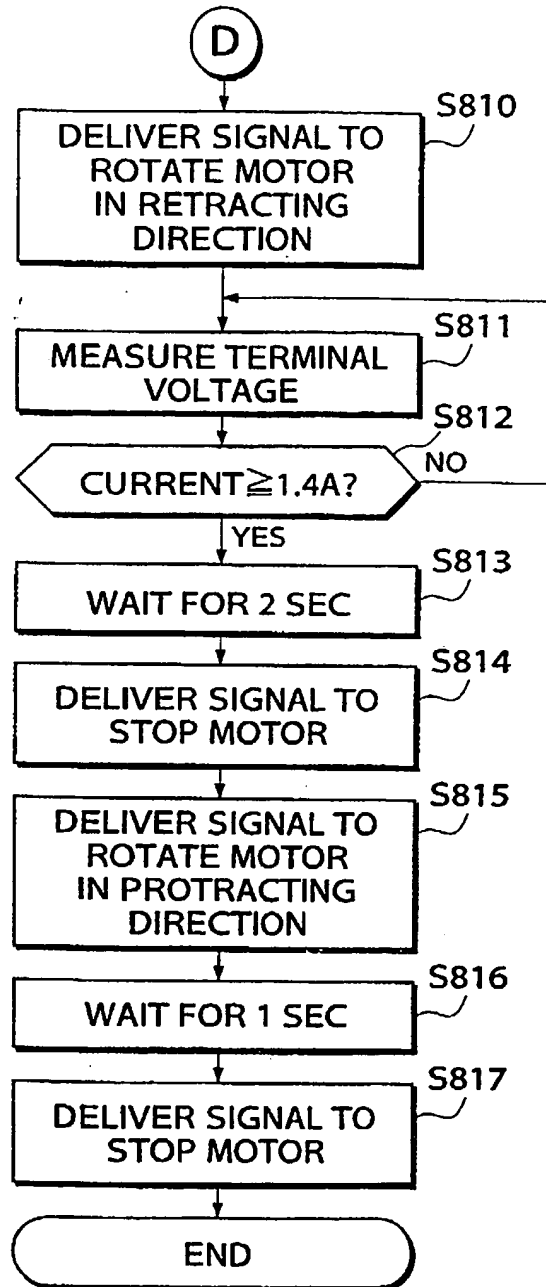 D
S810
DELIVER SIGNAL TO
ROTATE MOTOR
IN RETRACTING
DIRECTION
S811
MEASURE TERMINAL
VOLTAGE
S812
CURRENT≧1.4A?
NO
YES
S813
WAIT FOR 2 SEC
S814
DELIVER SIGNAL TO
STOP MOTOR
S815
DELIVER SIGNAL TO
ROTATE MOTOR
IN PROTRACTING
DIRECTION
S816
WAIT FOR 1 SEC
S817
DELIVER SIGNAL TO
STOP MOTOR
END